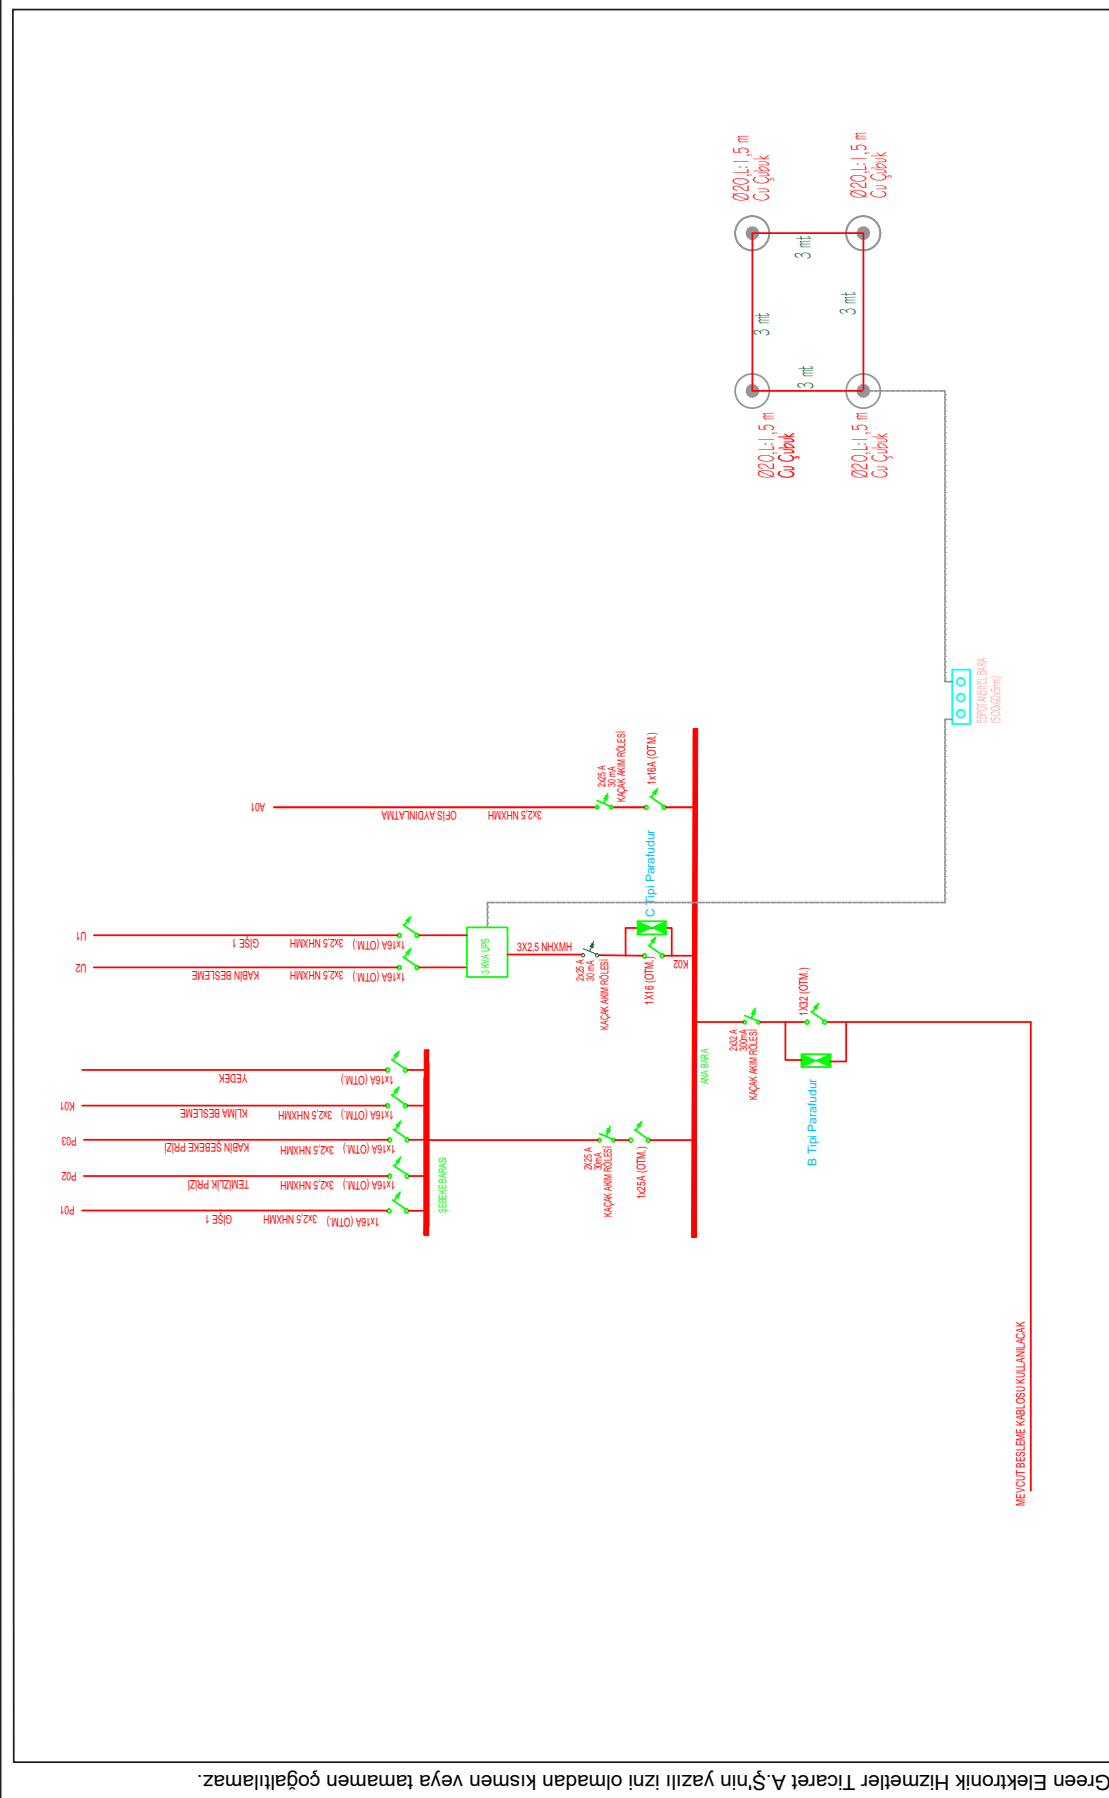 Ø20,L:1,5 m
Cu Çubuk
Ø20,L:1,5 m
Cu Çubuk
3 mt
3 mt
3 mt
3 mt
Ø20,L:1,5 m
Cu Çubuk
Ø20,L:1,5 m
Cu Çubuk
EŞPOTANSİYEL BARA
(500x60x5mm)
A01
OFİS AYDINLATMA
3x2,5 NHXMH
2x25 A
30 mA
KAÇAK AKIM RÖLESİ
1x16A (OTM.)
C Tipi Parafudur
U1
GİŞE 1
3x2,5 NHXMH
1x16A (OTM.)
U2
KABİN BESLEME
3x2,5 NHXMH
1x16A (OTM.)
3 KVA UPS
3X2,5 NHXMH
2x25 A
30 mA
KAÇAK AKIM RÖLESİ
1X16 (OTM.)
K02
YEDEK
1x16A (OTM.)
K01
KLİMA BESLEME
3x2,5 NHXMH
1x16A (OTM.)
P03
KABİN ŞEBEKE PRİZİ
3x2,5 NHXMH
1x16A (OTM.)
P02
TEMİZLİK PRİZİ
3x2,5 NHXMH
1x16A (OTM.)
P01
GİŞE 1
3x2,5 NHXMH
1x16A (OTM.)
ŞEBEKE BARASI
2X25 A
30mA
KAÇAK AKIM RÖLESİ
1x25A (OTM.)
ANA BARA
2x32 A
300mA
KAÇAK AKIM RÖLESİ
1X32 (OTM.)
B Tipi Parafudur
MEVCUT BESLEME KABLOSU KULLANILACAK
Green Elektronik Hizmetler Ticaret A.Ş'nin yazılı izni olmadan kısmen veya tamamen çoğaltılamaz.